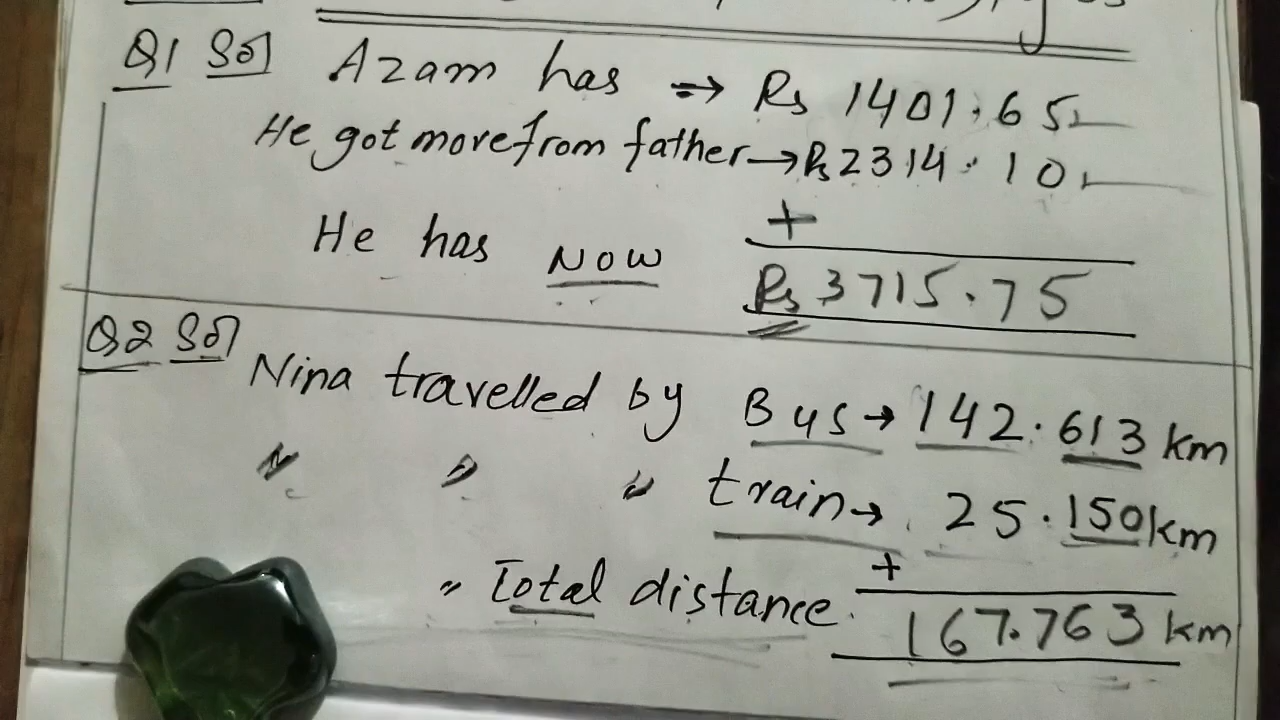 Q1 Sol Azam has → Rs 1401.65
He got more from father → Rs 2314.10
+
He has NOW Rs 3715.75
Q2 Sol Nina travelled by Bus → 142.613 km
" " " train → 25.150 km
+
" Total distance 167.763 km